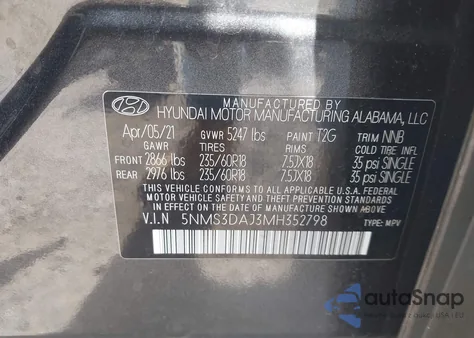 MANUFACTURED BY
HYUNDAI MOTOR MANUFACTURING ALABAMA, LLC
Apr/05/21 GVWR 5247 lbs PAINT T2G TRIM NNB
GAWR TIRES RIMS COLD TIRE INFL
FRONT 2866 lbs 235/60R18 7.5JX18 35 psi SINGLE
REAR 2976 lbs 235/60R18 7.5JX18 35 psi SINGLE
THIS VEHICLE CONFORMS TO ALL APPLICABLE FEDERAL
MOTOR VEHICLE SAFETY AND THEFT PREVENTION STANDARDS
IN EFFECT ON THE DATE OF MANUFACTURE SHOWN ABOVE.
V.I.N 5NMS3DAJ3MH352798 TYPE: MPV
autoSnap